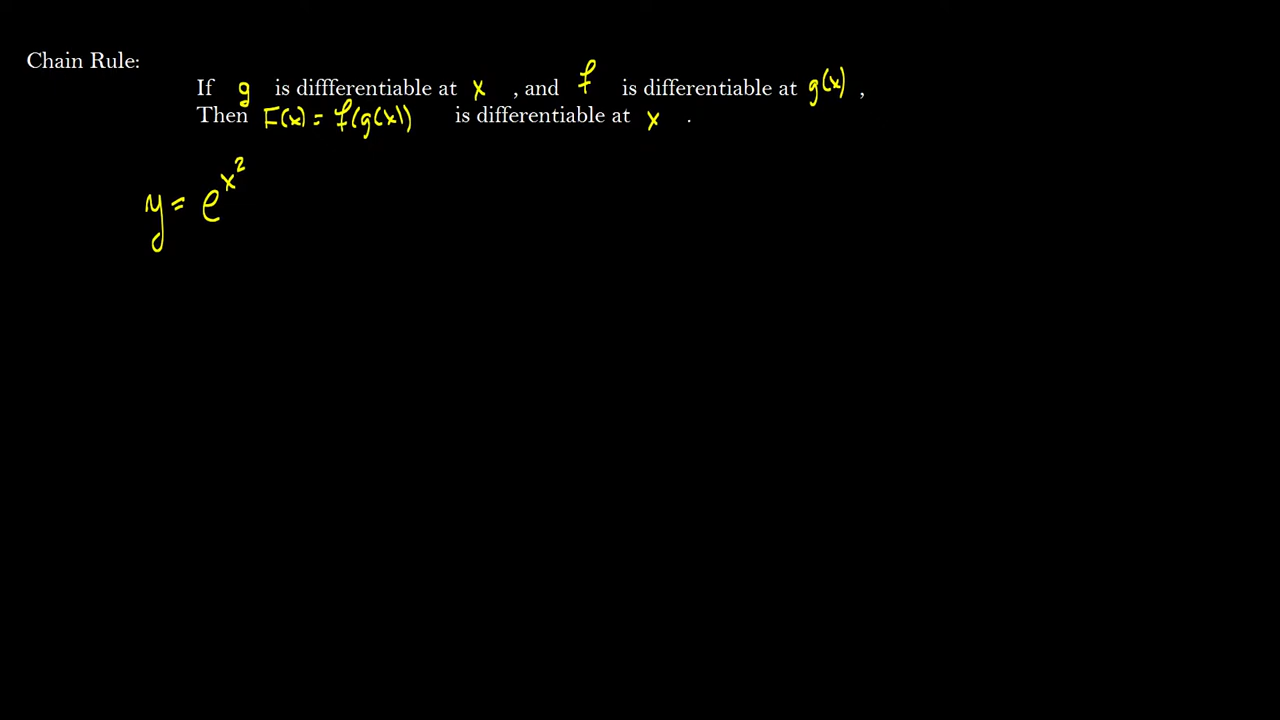 Chain Rule:
If g is diffferentiable at x , and f is differentiable at g(x) ,
Then F(x) = f(g(x)) is differentiable at x .
y = e^{x^2}